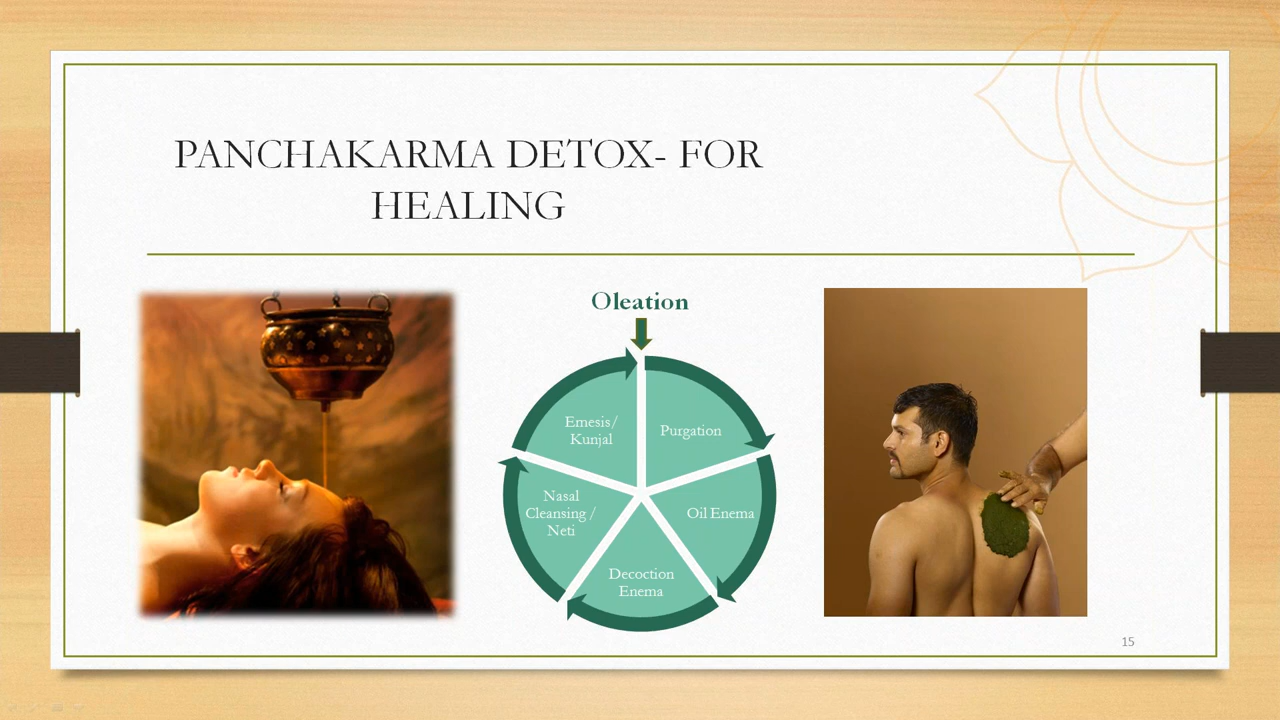 PANCHAKARMA DETOX- FOR
HEALING
Oleation
Emesis/
Kunjal
Purgation
Nasal
Cleansing /
Neti
Oil Enema
Decoction
Enema
15